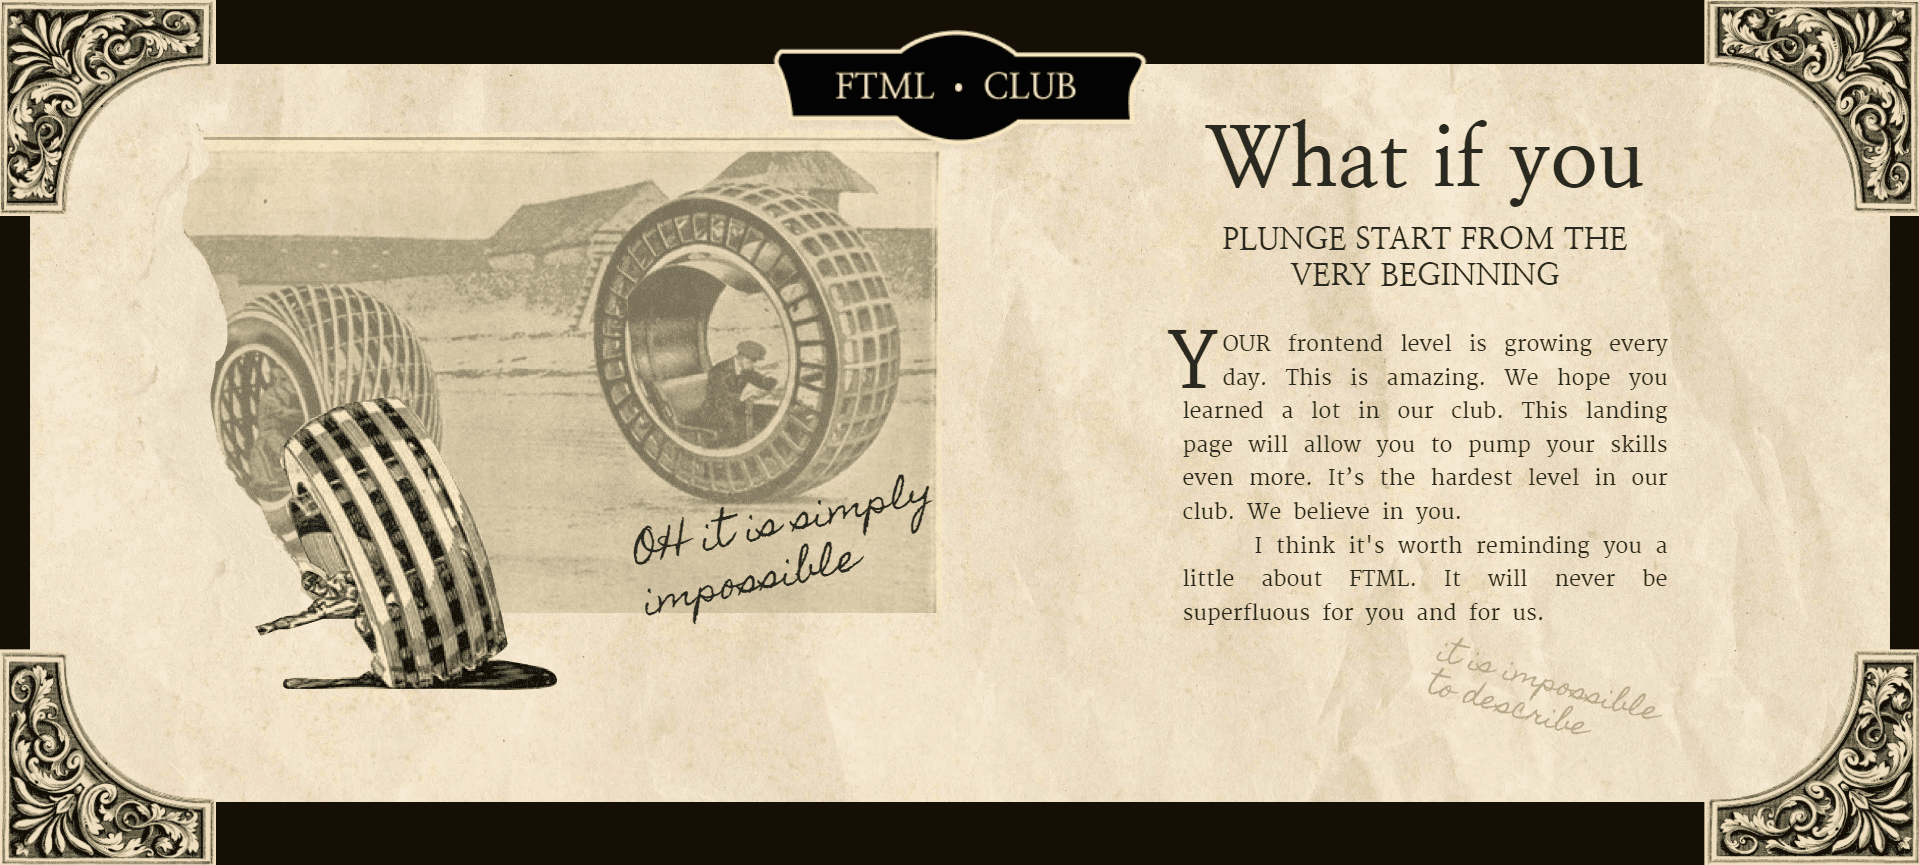 FTML • CLUB
OH it is simply
impossible
What if you
PLUNGE START FROM THE
VERY BEGINNING
YOUR frontend level is growing every
day. This is amazing. We hope you
learned a lot in our club. This landing
page will allow you to pump your skills
even more. It’s the hardest level in our
club. We believe in you.
I think it's worth reminding you a
little about FTML. It will never be
superfluous for you and for us.
it is impossible
to describe